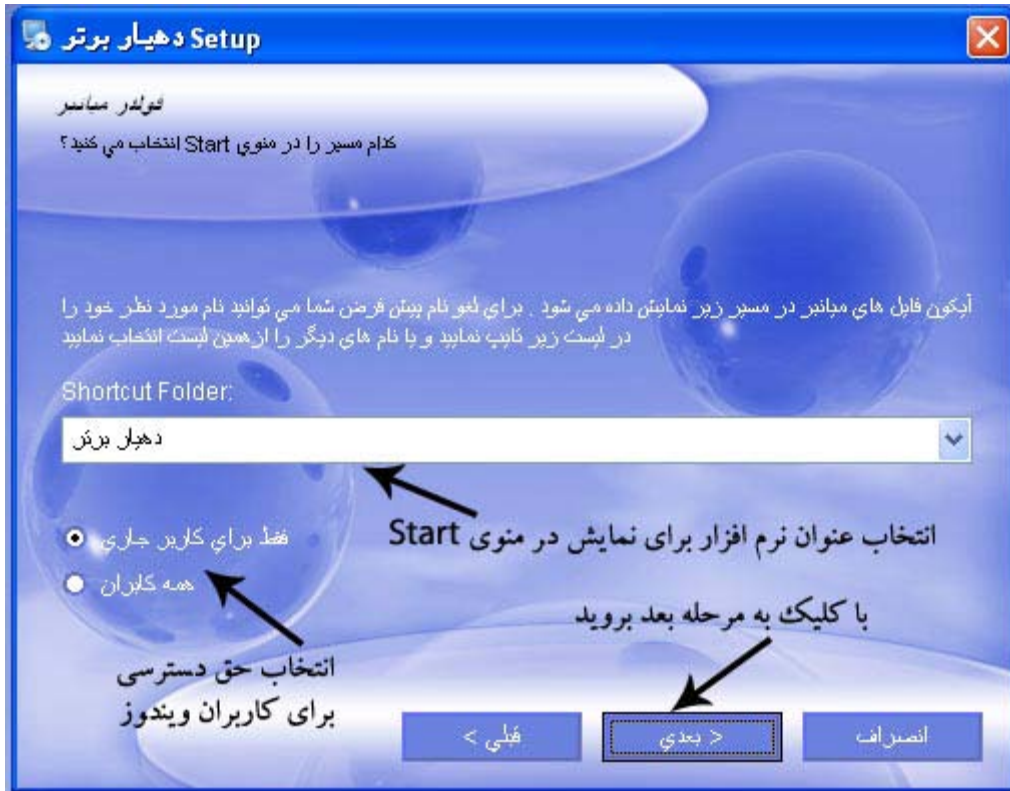 دهیار برتر Setup
فولدر میانبر
کدام مسیر را در منوی Start انتخاب می کنید؟
آیکون فایل های میانبر در مسیر زیر نمایش داده می شود . برای لغو نام پیش فرض شما می توانید نام مورد نظر خود را
در لیست زیر تایپ نمایید و یا نام های دیگر را از همین لیست انتخاب نمایید
Shortcut Folder:
دهیار برتر
انتخاب عنوان نرم افزار برای نمایش در منوی Start
فقط برای کاربر جاری
همه کابران
با کلیک به مرحله بعد بروید
انتخاب حق دسترسی
برای کاربران ویندوز
قبلی >
< بعدی
انصراف